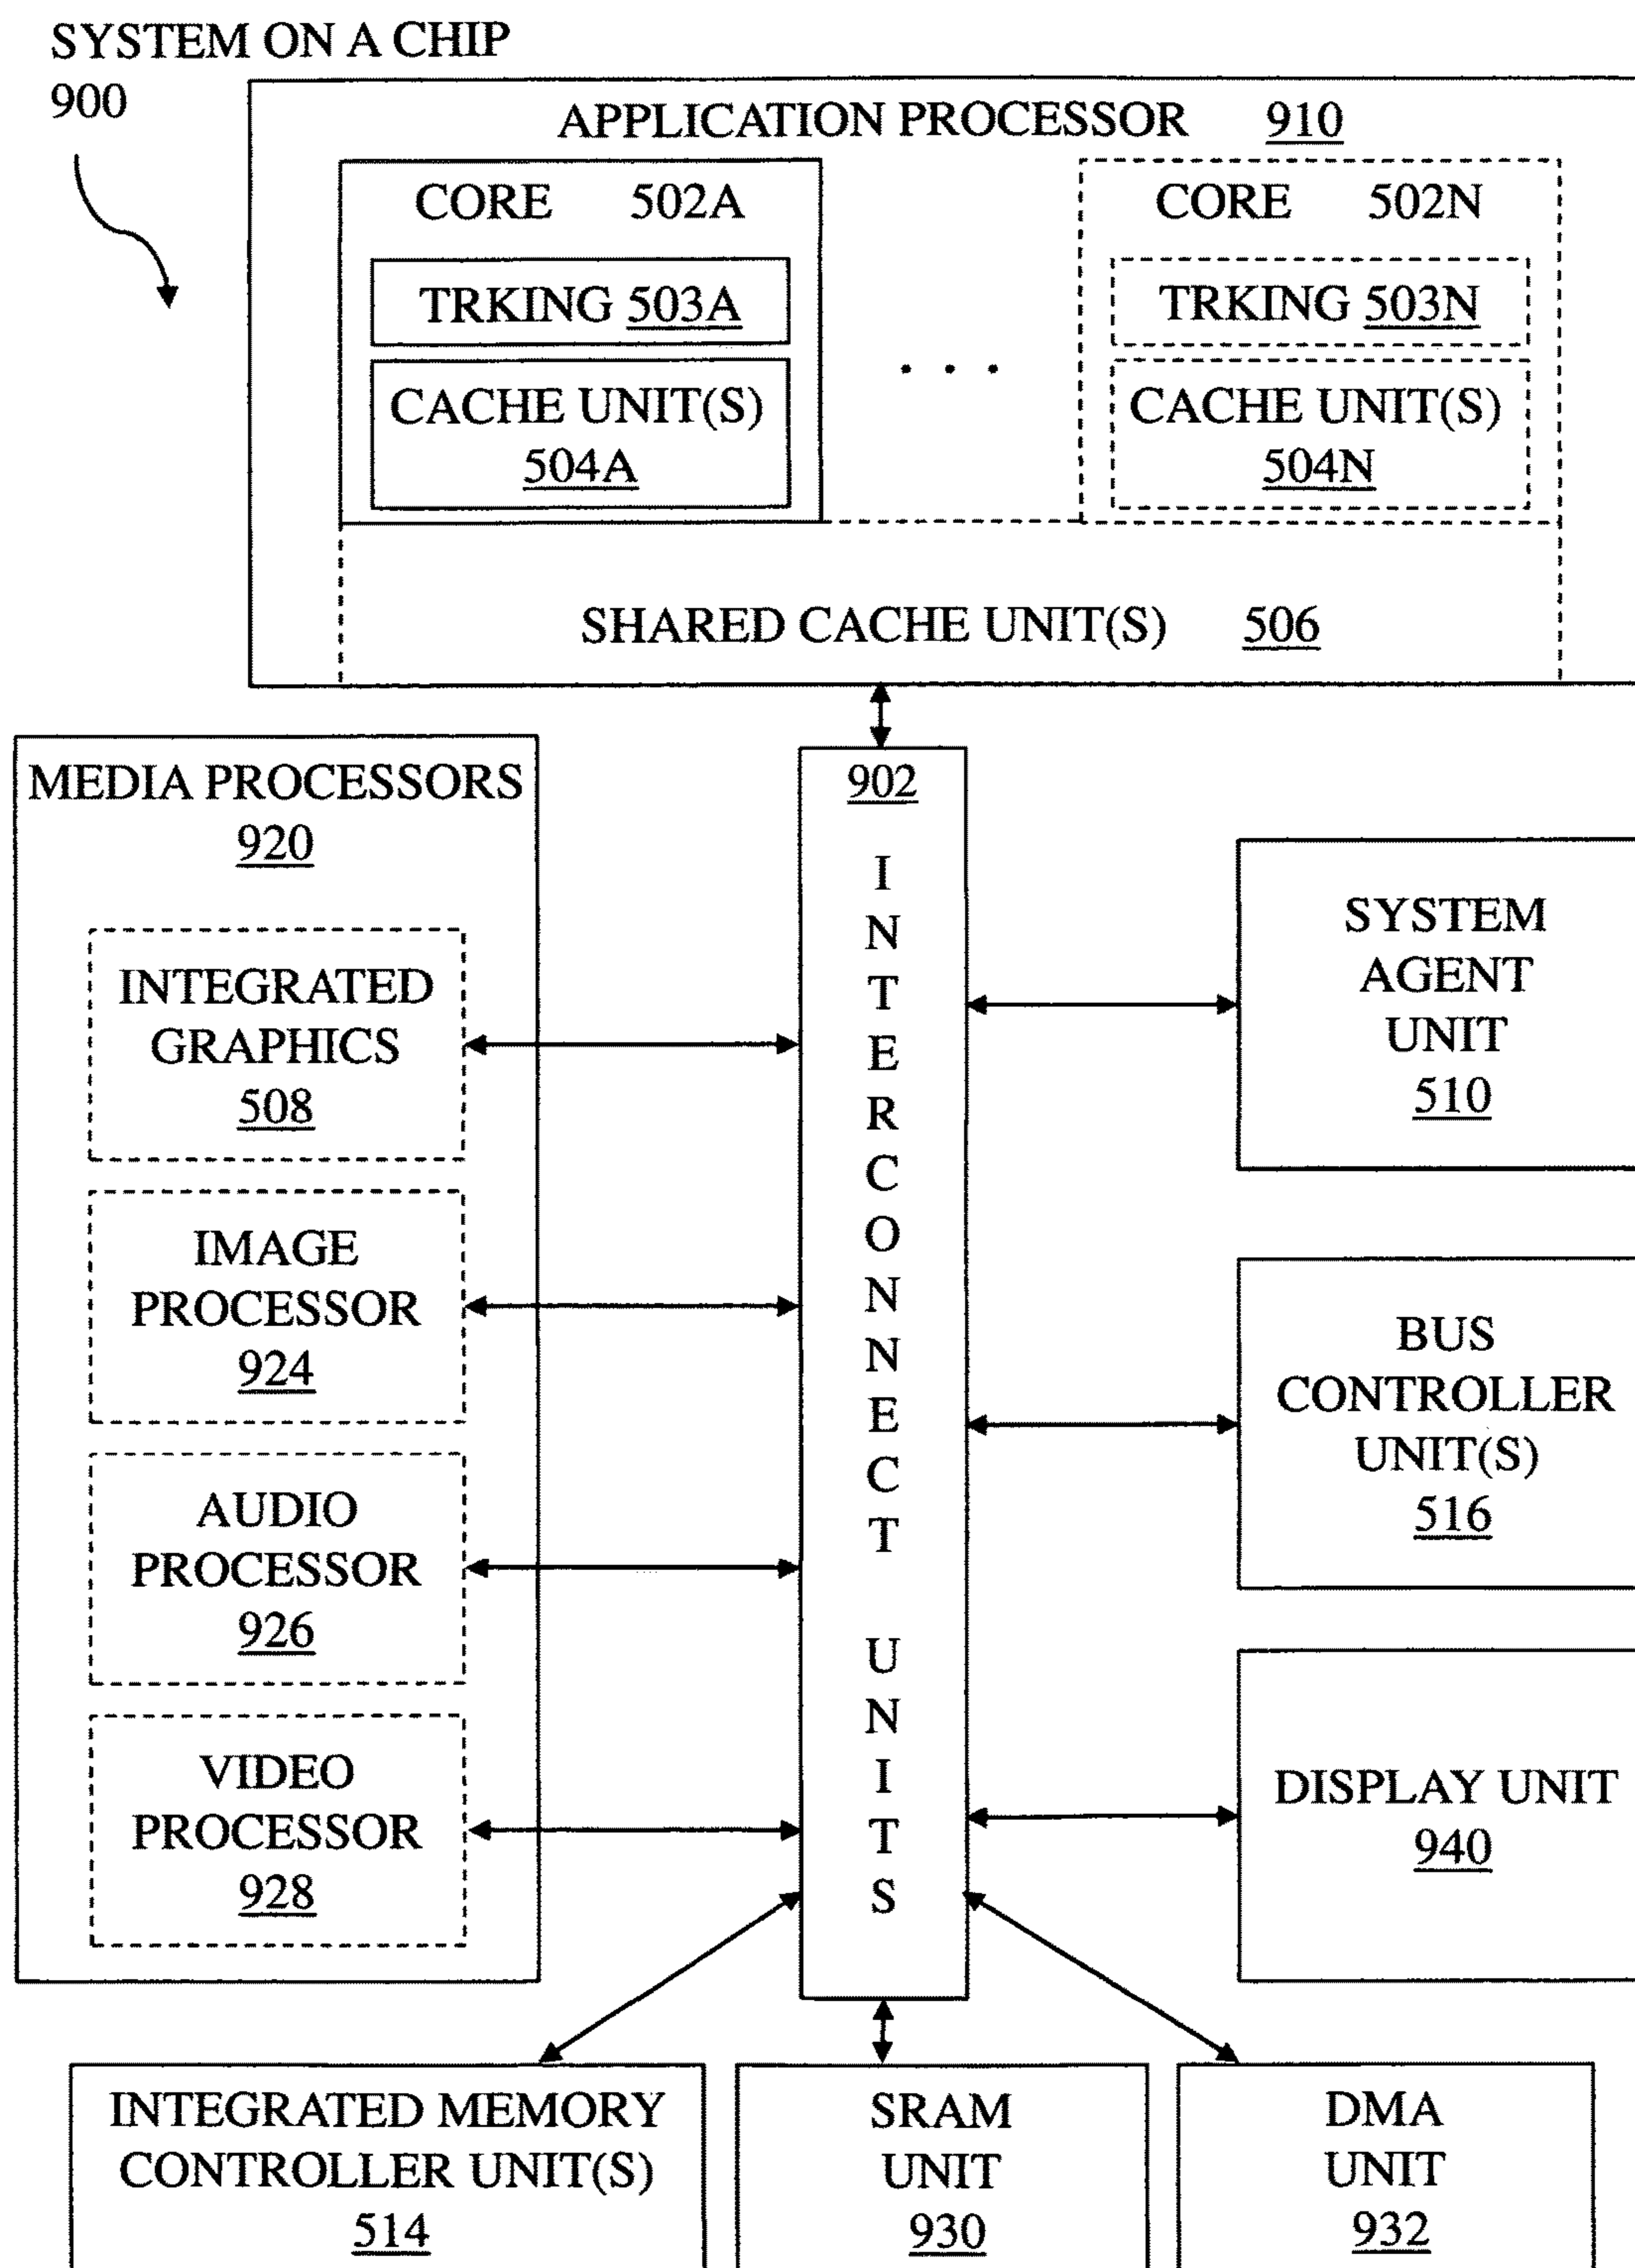 SYSTEM ON A CHIP
900
APPLICATION PROCESSOR 910
CORE 502A
TRKING 503A
CACHE UNIT(S)
504A
. . .
CORE 502N
TRKING 503N
CACHE UNIT(S)
504N
SHARED CACHE UNIT(S) 506
MEDIA PROCESSORS
920
INTEGRATED
GRAPHICS
508
IMAGE
PROCESSOR
924
AUDIO
PROCESSOR
926
VIDEO
PROCESSOR
928
902
INTERCONNECT UNITS
SYSTEM
AGENT
UNIT
510
BUS
CONTROLLER
UNIT(S)
516
DISPLAY UNIT
940
INTEGRATED MEMORY
CONTROLLER UNIT(S)
514
SRAM
UNIT
930
DMA
UNIT
932